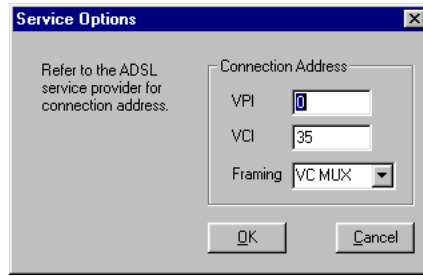 Service Options
Refer to the ADSL
service provider for
connection address.
Connection Address
VPI 0
VCI 35
Framing VC MUX
OK Cancel